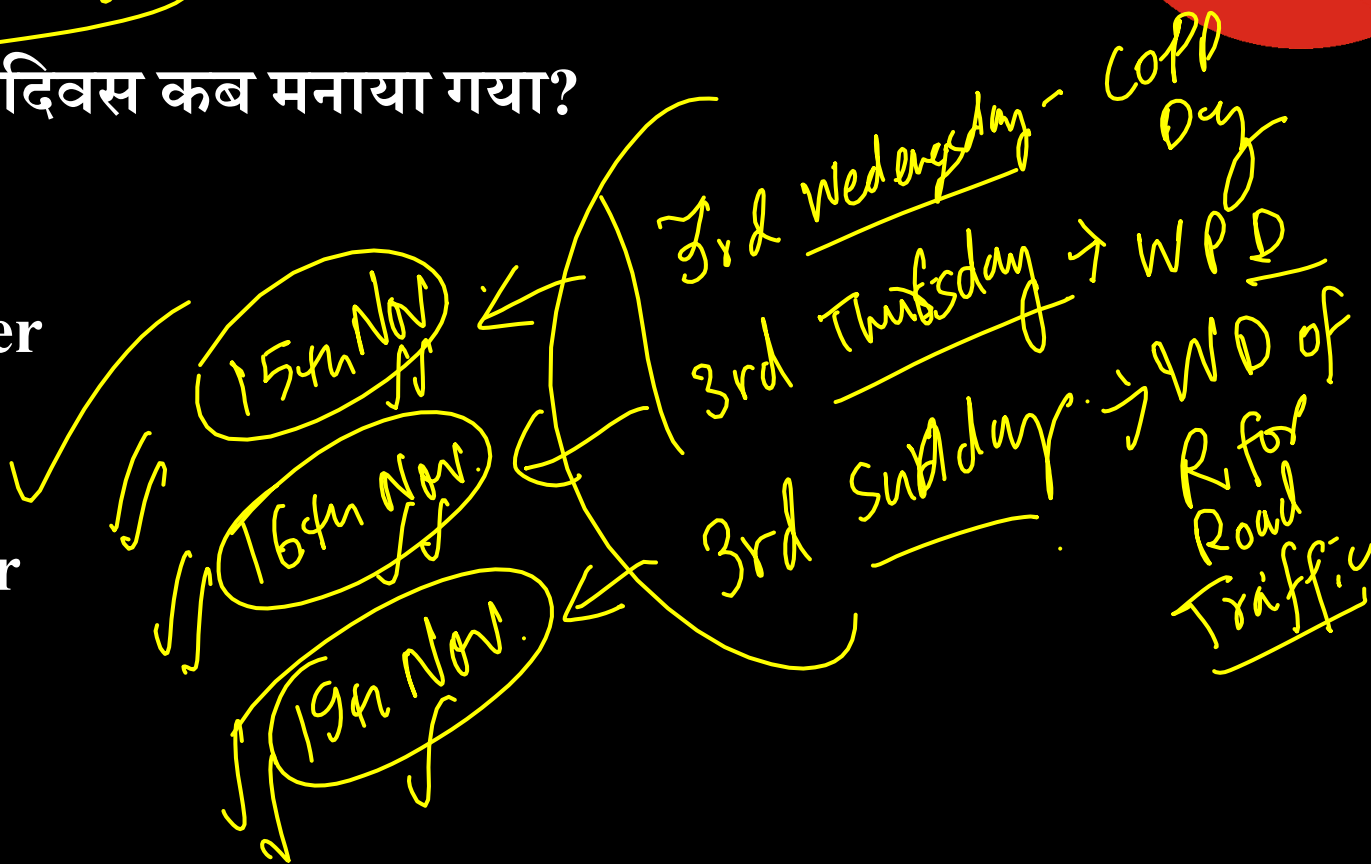 दिवस कब मनाया गया?
COPD
Day
3rd Wedengsday -
3rd Thursday → WPD
15th Nov
er
3rd Sunday → WD of
R for
Road
Traffic
16th Nov.
r
19th Nov.